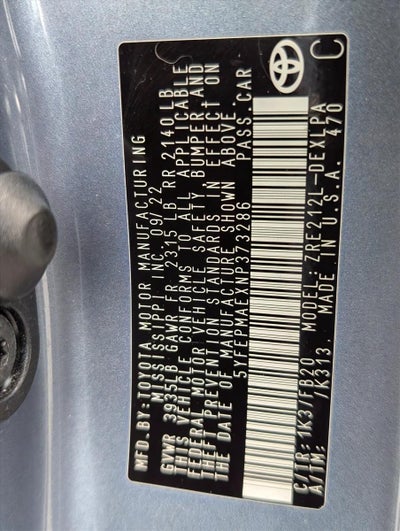 MFD.BY:TOYOTA MOTOR MANUFACTURING
MISSISSIPPI INC. 09/22
GVWR 3935LB GAWR FR 2315 LB RR 2140LB
THIS VEHICLE CONFORMS TO ALL APPLICABLE
FEDERAL MOTOR VEHICLE SAFETY, BUMPER,AND
THEFT PREVENTION STANDARDS IN EFFECT ON
THE DATE OF MANUFACTURE SHOWN ABOVE.
5YFEPMAEXNP373286 PASS.CAR
C/TR: 1K3/FB20 MODEL: ZRE212L-DEXLPA
A/TM: /K313. MADE IN U.S.A. 470
C